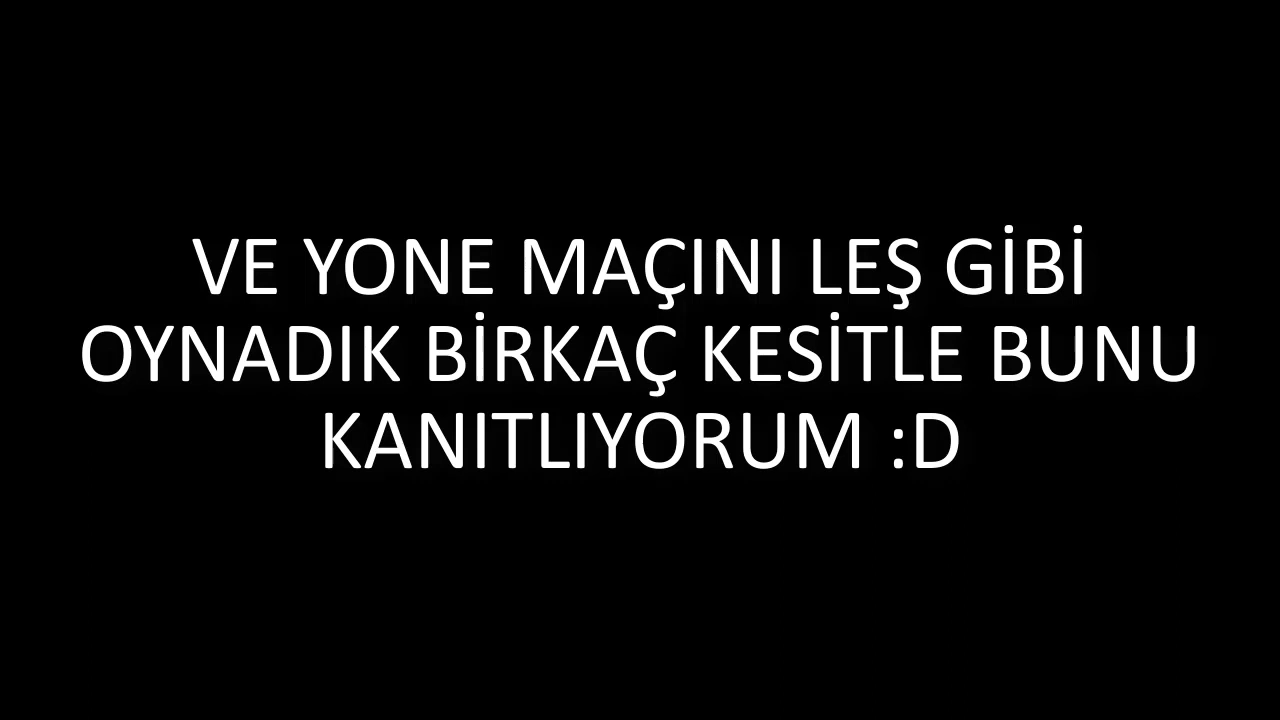 VE YONE MAÇINI LEŞ GİBİ
OYNADIK BİRKAÇ KESİTLE BUNU
KANITLIYORUM :D